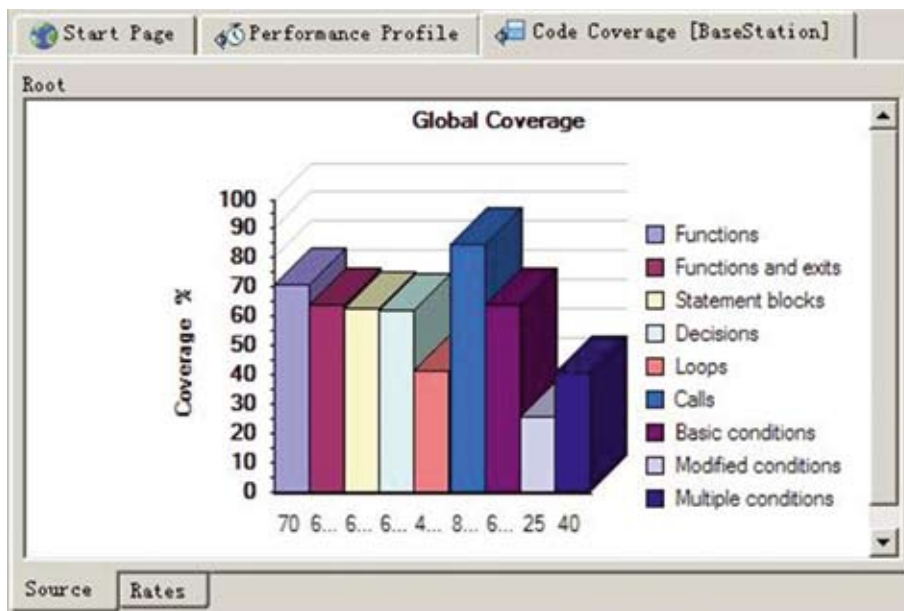 Start Page
Performance Profile
Code Coverage [BaseStation]
Root
Global Coverage
Coverage %
100
90
80
70
60
50
40
30
20
10
0
70 6... 6... 6... 4... 8... 6... 25 40
Functions
Functions and exits
Statement blocks
Decisions
Loops
Calls
Basic conditions
Modified conditions
Multiple conditions
Source
Rates